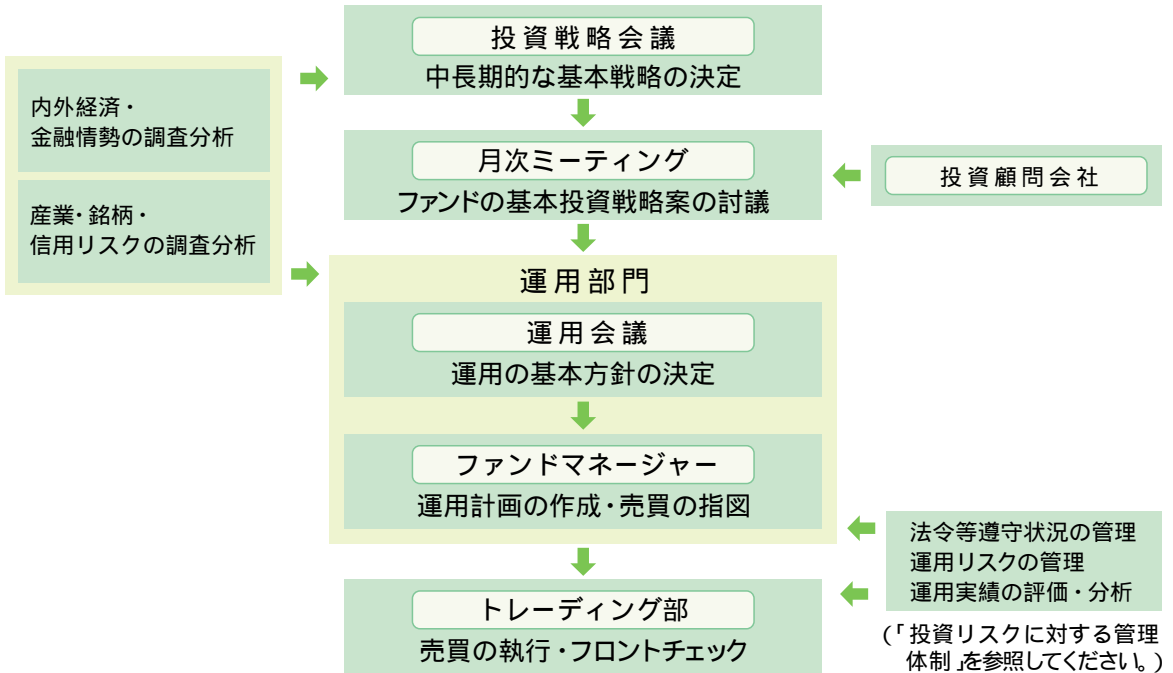 投資戦略会議
中長期的な基本戦略の決定
内外経済・
金融情勢の調査分析
産業・銘柄・
信用リスクの調査分析
月次ミーティング
ファンドの基本投資戦略案の討議
投資顧問会社
運用部門
運用会議
運用の基本方針の決定
ファンドマネージャー
運用計画の作成・売買の指図
法令等遵守状況の管理
運用リスクの管理
運用実績の評価・分析
(「投資リスクに対する管理
体制」を参照してください。)
トレーディング部
売買の執行・フロントチェック